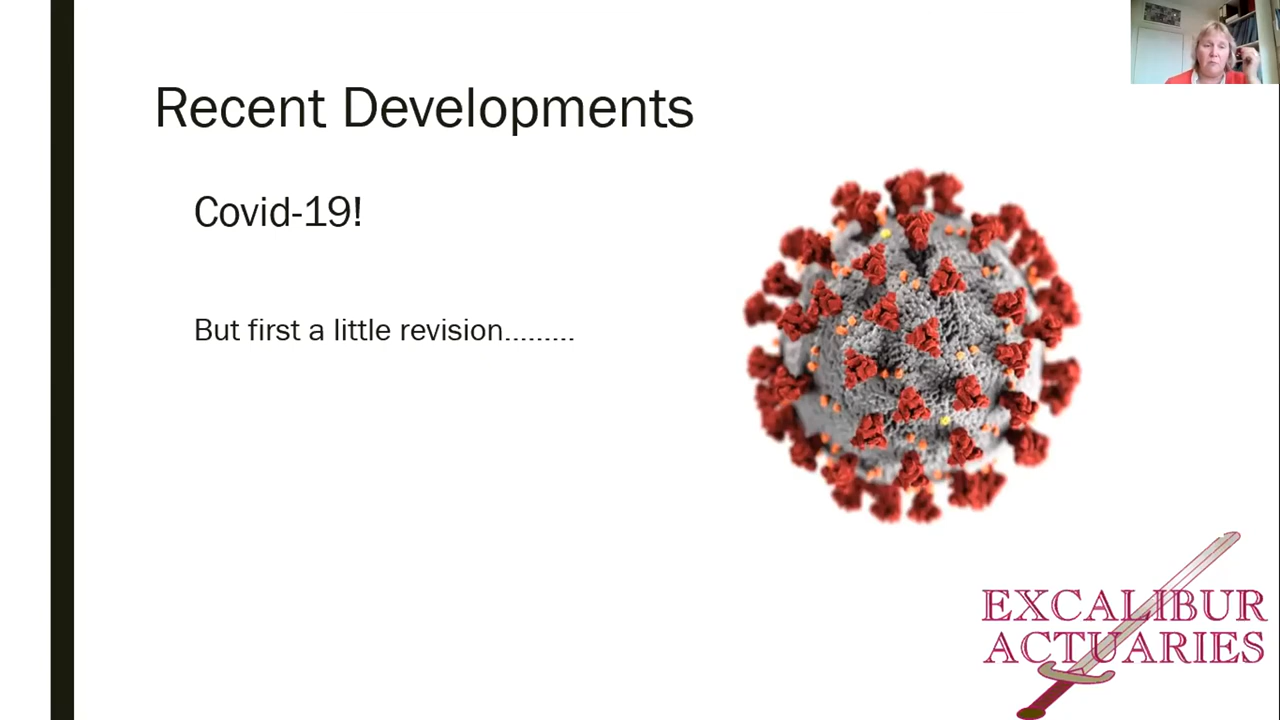 Recent Developments
Covid-19!
But first a little revision.........
EXCALIBUR
ACTUARIES